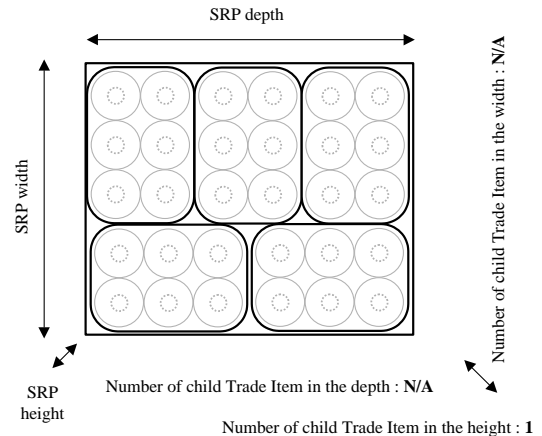 SRP depth
SRP width
Number of child Trade Item in the width : N/A
SRP
height
Number of child Trade Item in the depth : N/A
Number of child Trade Item in the height : 1